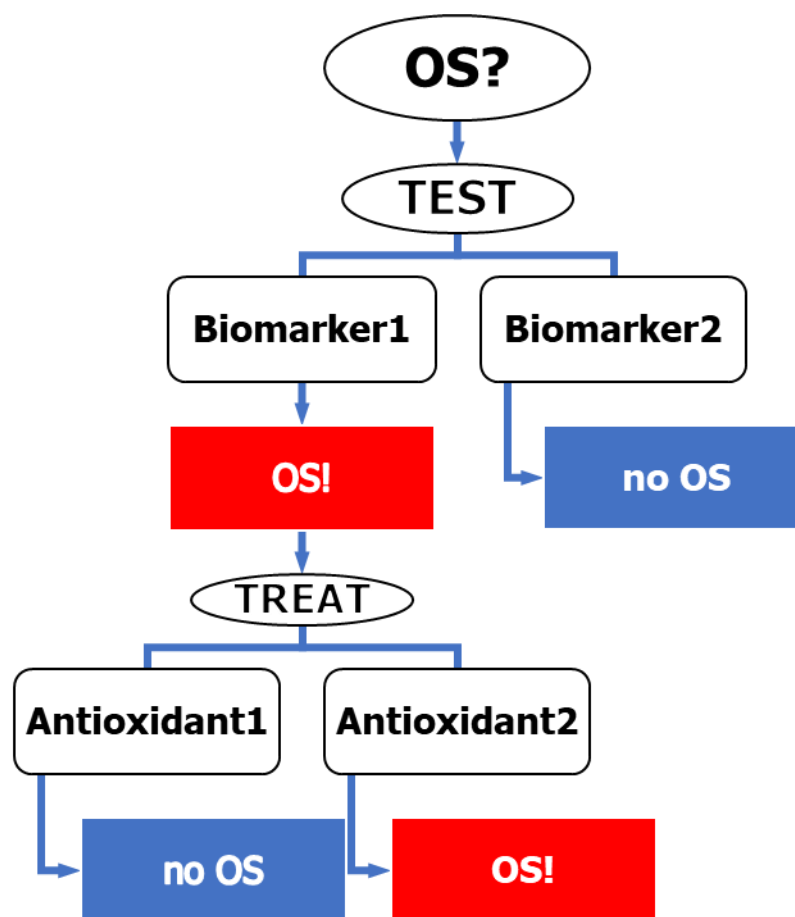 OS?
TEST
Biomarker1
Biomarker2
OS!
no OS
TREAT
Antioxidant1
Antioxidant2
no OS
OS!